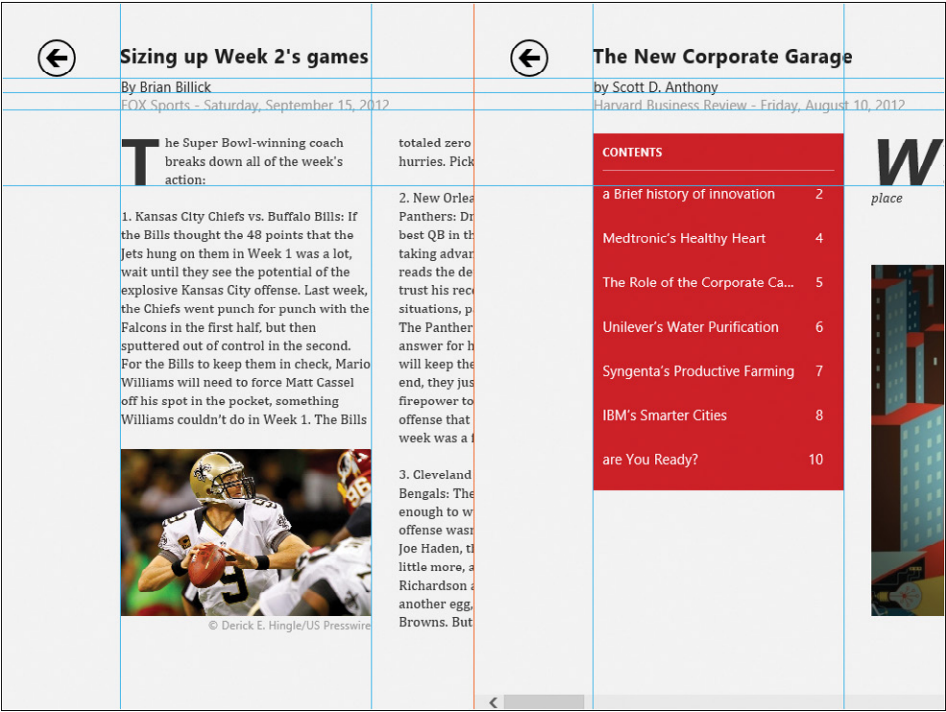 Sizing up Week 2's games
By Brian Billick
FOX Sports - Saturday, September 15, 2012
The Super Bowl-winning coach
breaks down all of the week's
action:
1. Kansas City Chiefs vs. Buffalo Bills: If
the Bills thought the 48 points that the
Jets hung on them in Week 1 was a lot,
wait until they see the potential of the
explosive Kansas City offense. Last week,
the Chiefs went punch for punch with the
Falcons in the first half, but then
sputtered out of control in the second.
For the Bills to keep them in check, Mario
Williams will need to force Matt Cassel
off his spot in the pocket, something
Williams couldn't do in Week 1. The Bills
© Derick E. Hingle/US Presswire
totaled zero
hurries. Pick
2. New Orlea
Panthers: Dr
best QB in th
taking advan
reads the de
trust his rece
situations, p
The Panther
answer for h
will keep the
end, they jus
firepower to
offense that
week was a f
3. Cleveland
Bengals: The
enough to w
offense wasn
Joe Haden, th
little more, a
Richardson a
another egg,
Browns. But
The New Corporate Garage
by Scott D. Anthony
Harvard Business Review - Friday, August 10, 2012
CONTENTS
a Brief history of innovation 2
Medtronic's Healthy Heart 4
The Role of the Corporate Ca... 5
Unilever's Water Purification 6
Syngenta's Productive Farming 7
IBM's Smarter Cities 8
are You Ready? 10
W
place